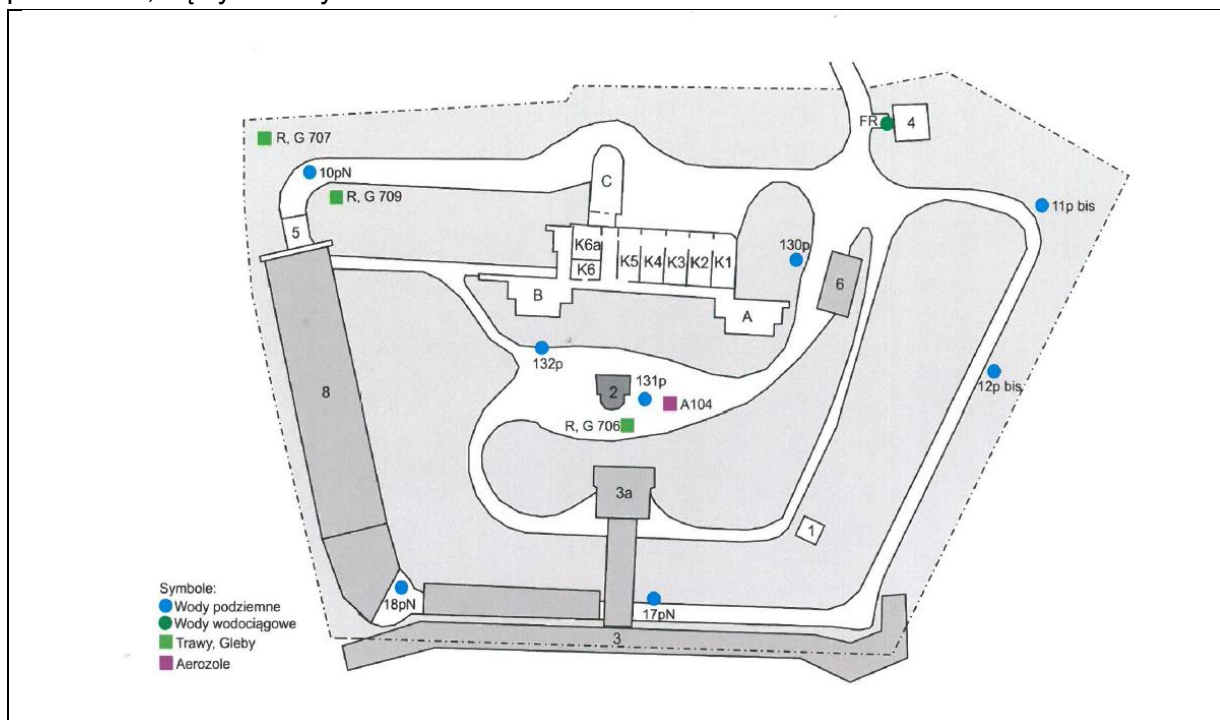 R, G 707
10pN
R, G 709
5
C
FR
4
11p bis
K6a
K6
K5
K4
K3
K2
K1
130p
6
B
A
132p
131p
2
A104
R, G 706
12p bis
8
3a
1
18pN
17pN
3
Symbole:
Wody podziemne
Wody wodociągowe
Trawy, Gleby
Aerozole